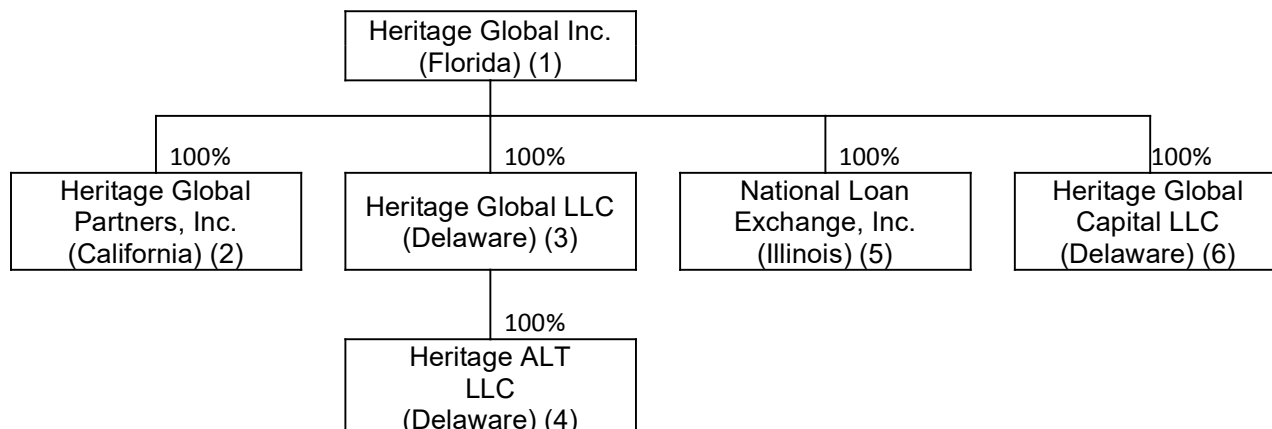 Heritage Global Inc.
(Florida) (1)
100%
100%
100%
100%
Heritage Global
Partners, Inc.
(California) (2)
Heritage Global LLC
(Delaware) (3)
National Loan
Exchange, Inc.
(Illinois) (5)
Heritage Global
Capital LLC
(Delaware) (6)
100%
Heritage ALT
LLC
(Delaware) (4)